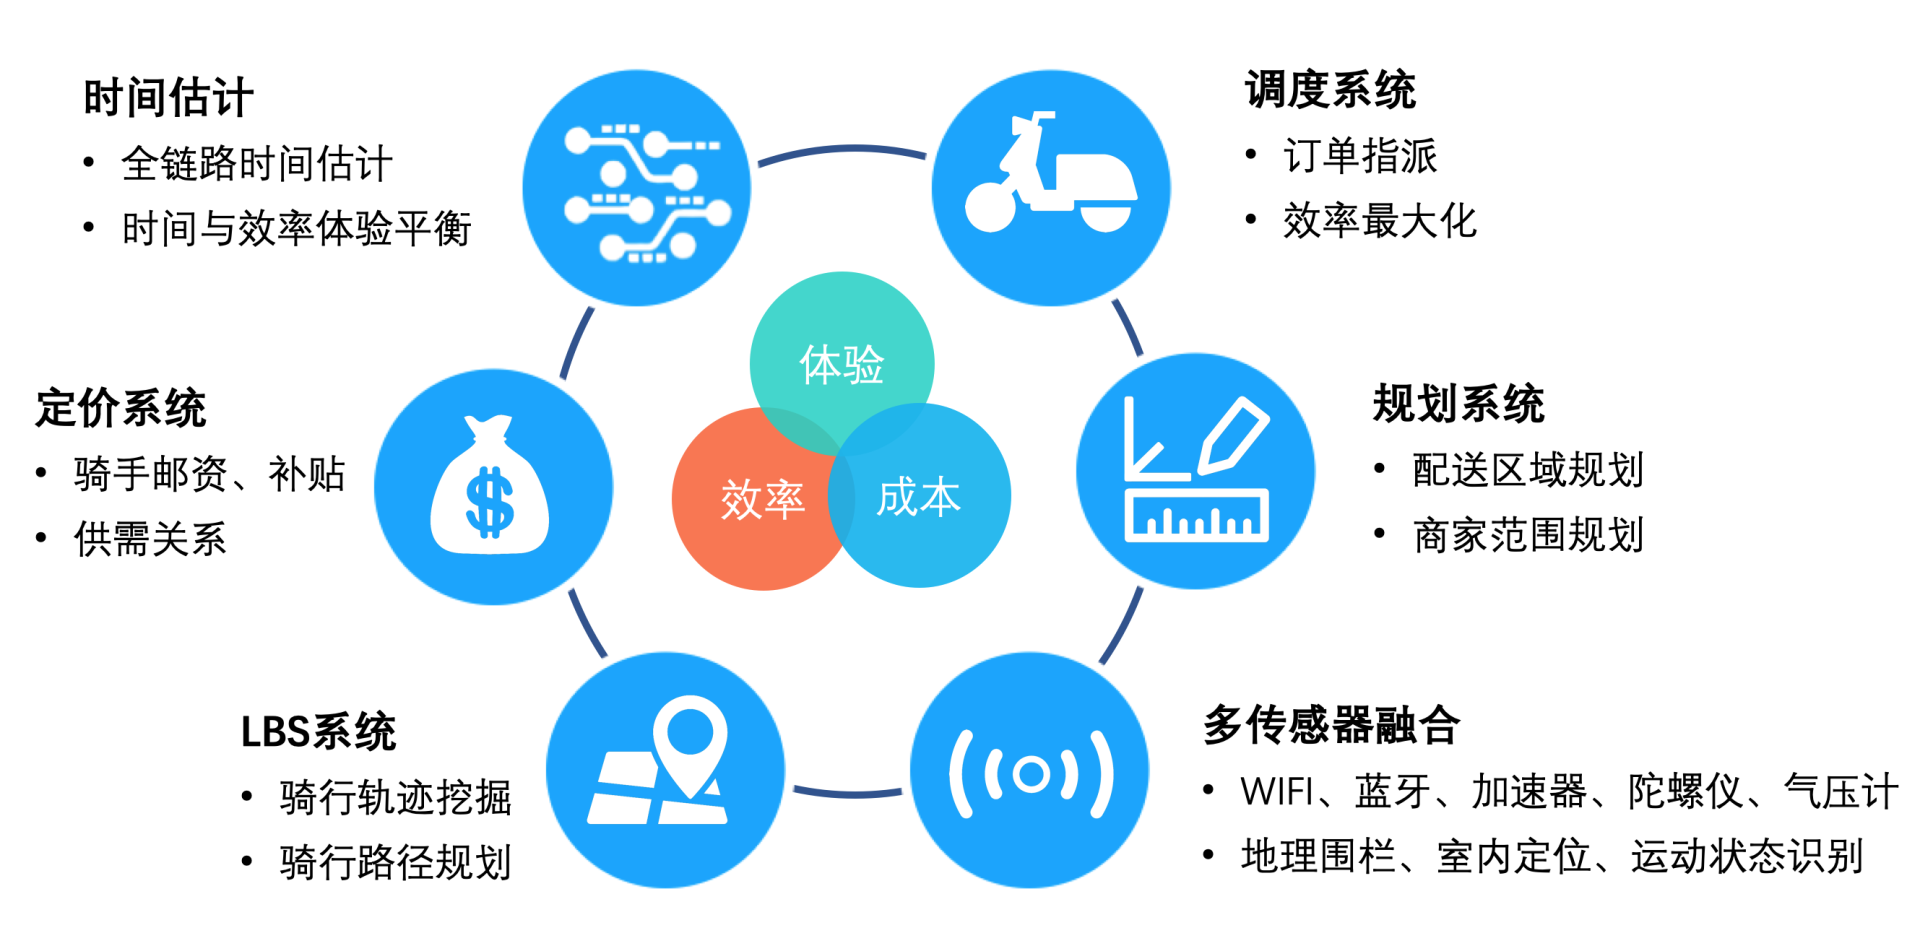 时间估计
• 全链路时间估计
• 时间与效率体验平衡
调度系统
• 订单指派
• 效率最大化
体验
效率
成本
定价系统
• 骑手邮资、补贴
• 供需关系
规划系统
• 配送区域规划
• 商家范围规划
LBS系统
• 骑行轨迹挖掘
• 骑行路径规划
多传感器融合
• WIFI、蓝牙、加速器、陀螺仪、气压计
• 地理围栏、室内定位、运动状态识别